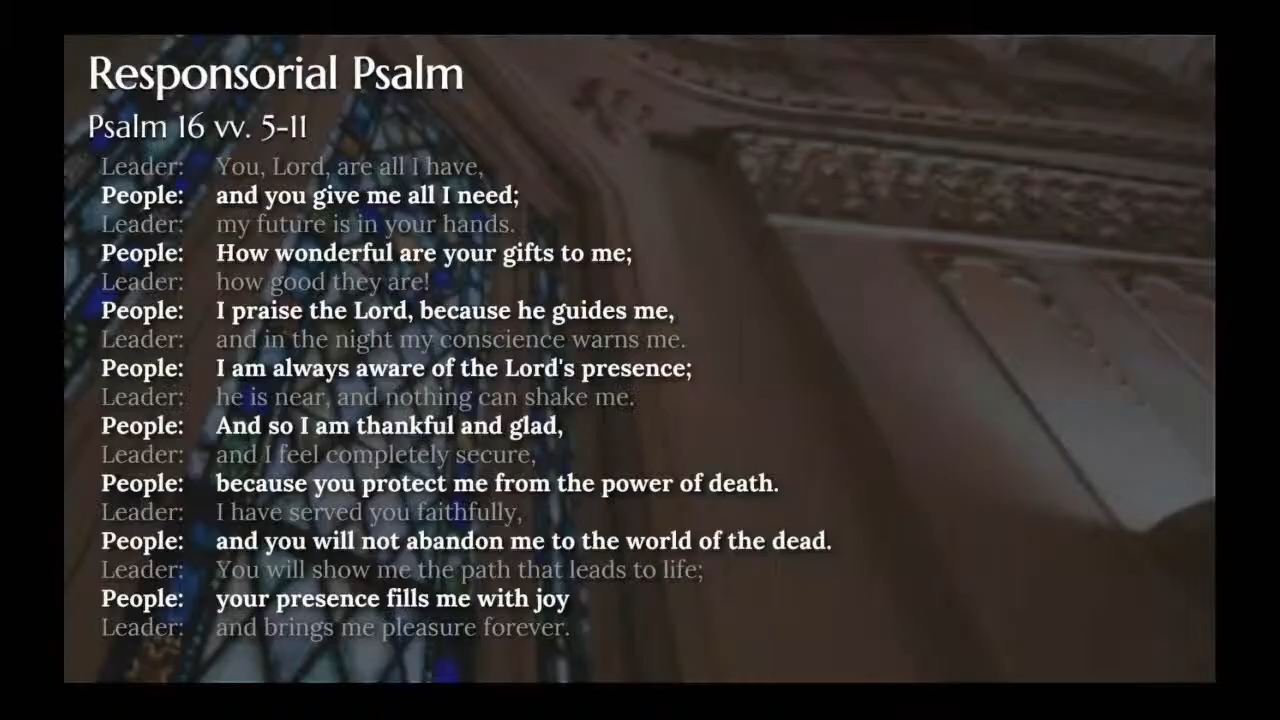 Responsorial Psalm
Psalm 16 vv. 5-11
Leader: You, Lord, are all I have,
People: and you give me all I need;
Leader: my future is in your hands.
People: How wonderful are your gifts to me;
Leader: how good they are!
People: I praise the Lord, because he guides me,
Leader: and in the night my conscience warns me.
People: I am always aware of the Lord's presence;
Leader: he is near, and nothing can shake me.
People: And so I am thankful and glad,
Leader: and I feel completely secure,
People: because you protect me from the power of death.
Leader: I have served you faithfully,
People: and you will not abandon me to the world of the dead.
Leader: You will show me the path that leads to life;
People: your presence fills me with joy
Leader: and brings me pleasure forever.